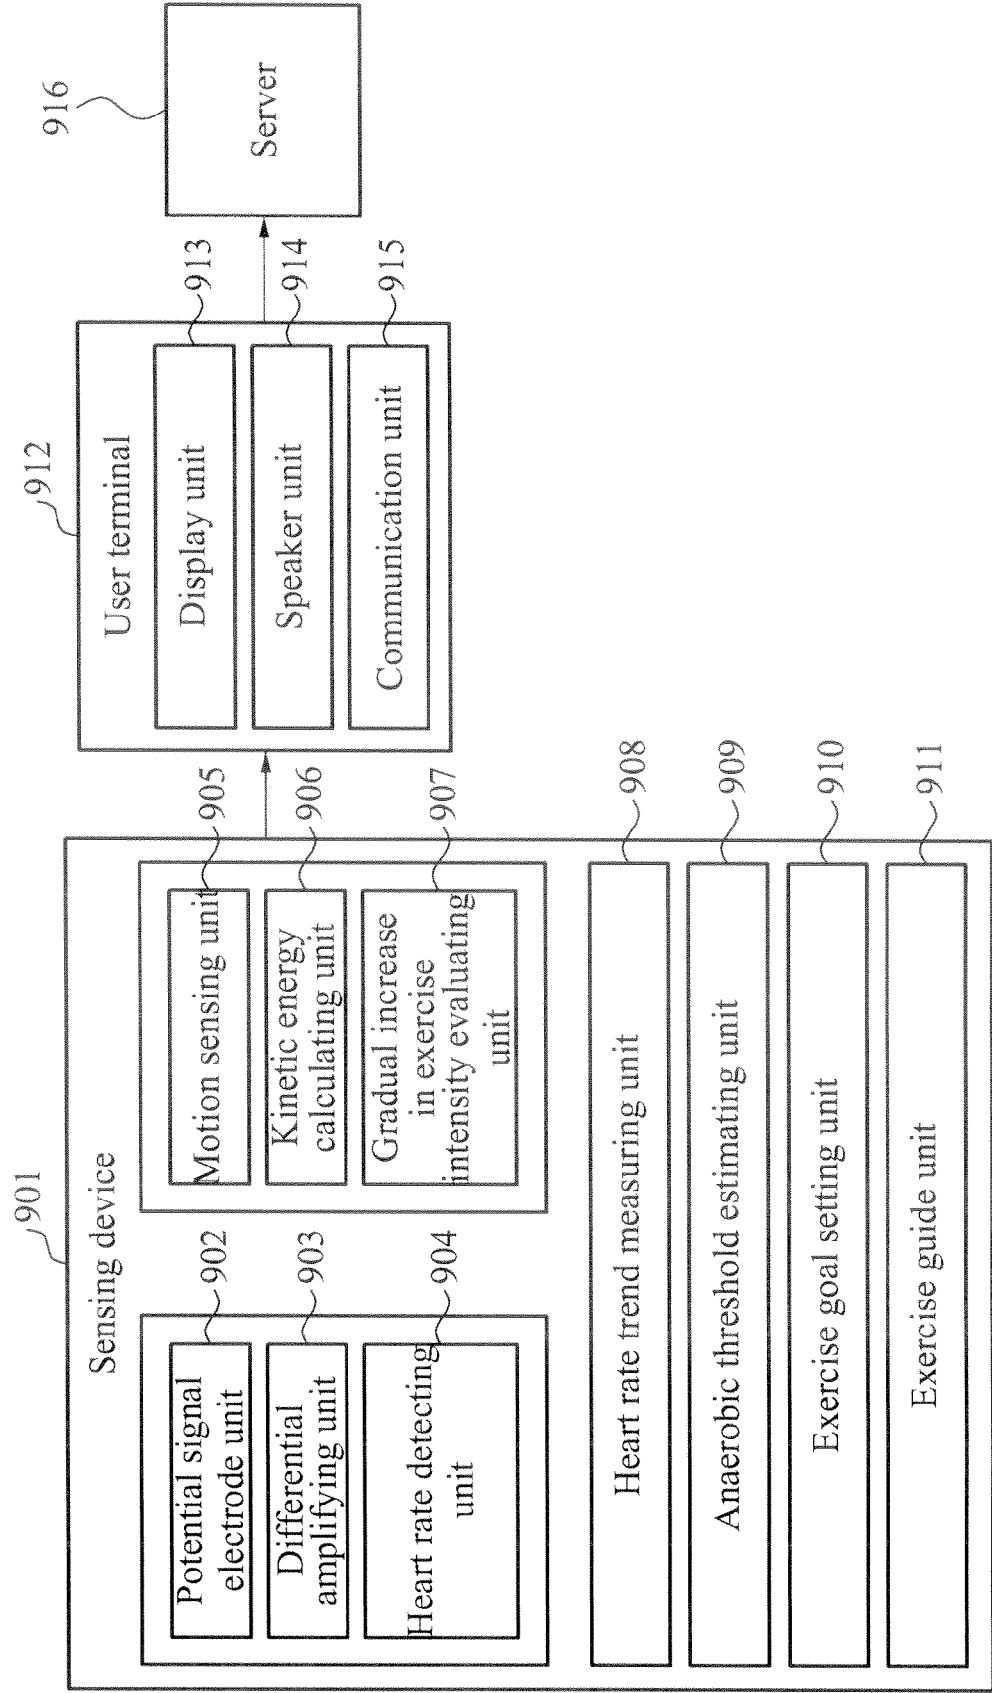 901
Sensing device
Potential signal
electrode unit
902
Differential
amplifying unit
903
Heart rate detecting
unit
904
Motion sensing unit
905
Kinetic energy
calculating unit
906
Gradual increase
in exercise
intensity evaluating
unit
907
Heart rate trend measuring unit
908
Anaerobic threshold estimating unit
909
Exercise goal setting unit
910
Exercise guide unit
911
912
User terminal
Display unit
913
Speaker unit
914
Communication unit
915
916
Server